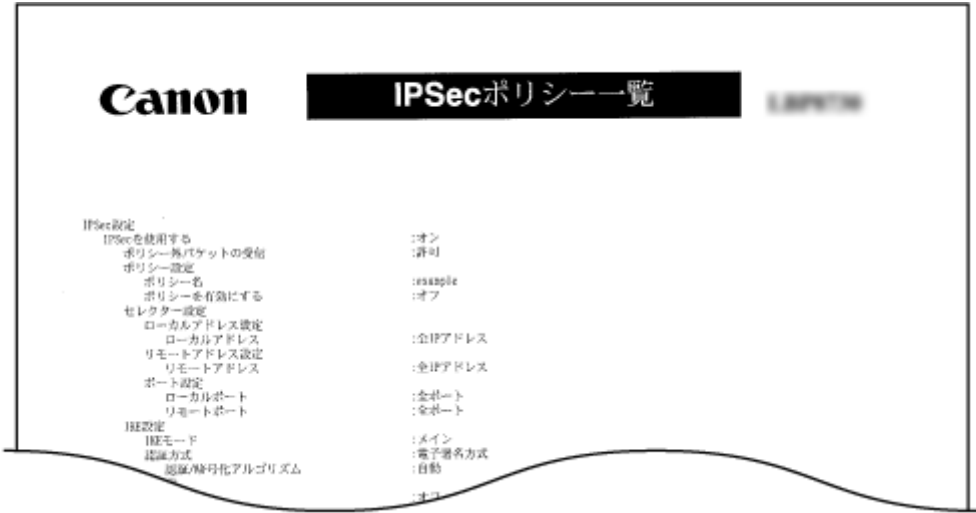 Canon
IPSecポリシー一覧
IPSec設定
IPSecを使用する :オン
ポリシー外パケットの受信 :許可
ポリシー設定
ポリシー名 :example
ポリシーを有効にする :オフ
セレクター設定
ローカルアドレス設定
ローカルアドレス :全IPアドレス
リモートアドレス設定
リモートアドレス :全IPアドレス
ポート設定
ローカルポート :全ポート
リモートポート :全ポート
IKE設定
IKEモード :メイン
認証方式 :電子署名方式
認証/暗号化アルゴリズム :自動